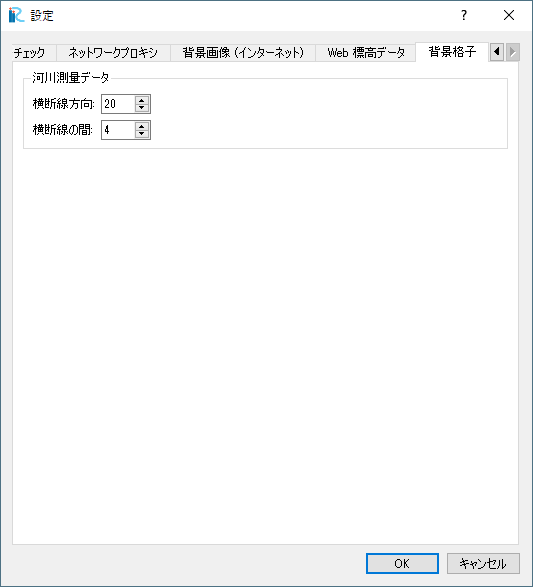 設定
チェック
ネットワークプロキシ
背景画像 (インターネット)
Web 標高データ
背景格子
河川測量データ
横断線方向: 20
横断線の間: 4
OK
キャンセル